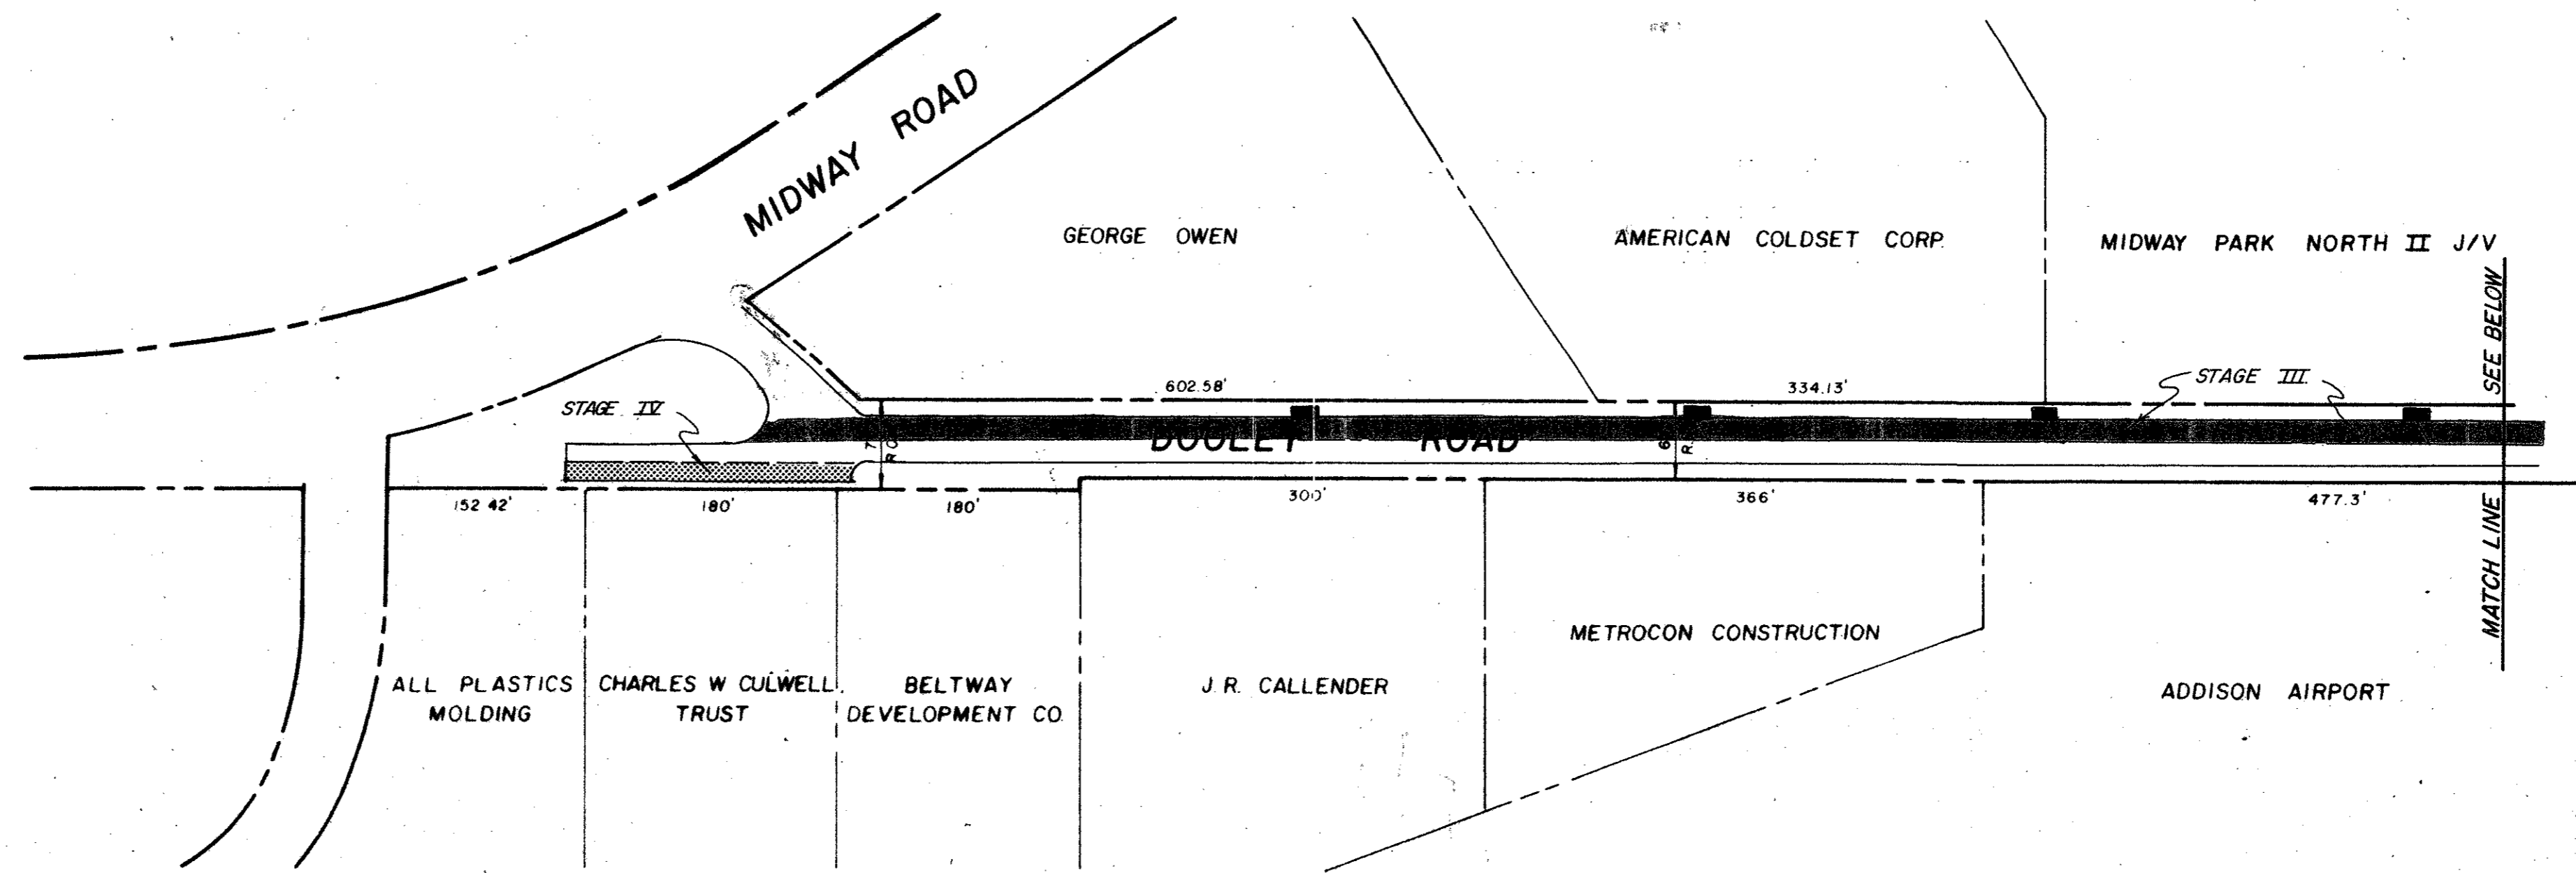 MIDWAY ROAD
GEORGE OWEN
AMERICAN COLDSET CORP.
MIDWAY PARK NORTH II J/V
SEE BELOW
602.58'
334.13'
STAGE III
STAGE IV
DOOLEY ROAD
152.42'
180'
180'
300'
366'
477.3'
MATCH LINE
METROCON CONSTRUCTION
ALL PLASTICS
MOLDING
CHARLES W CULWELL
TRUST
BELTWAY
DEVELOPMENT CO.
J. R. CALLENDER
ADDISON AIRPORT